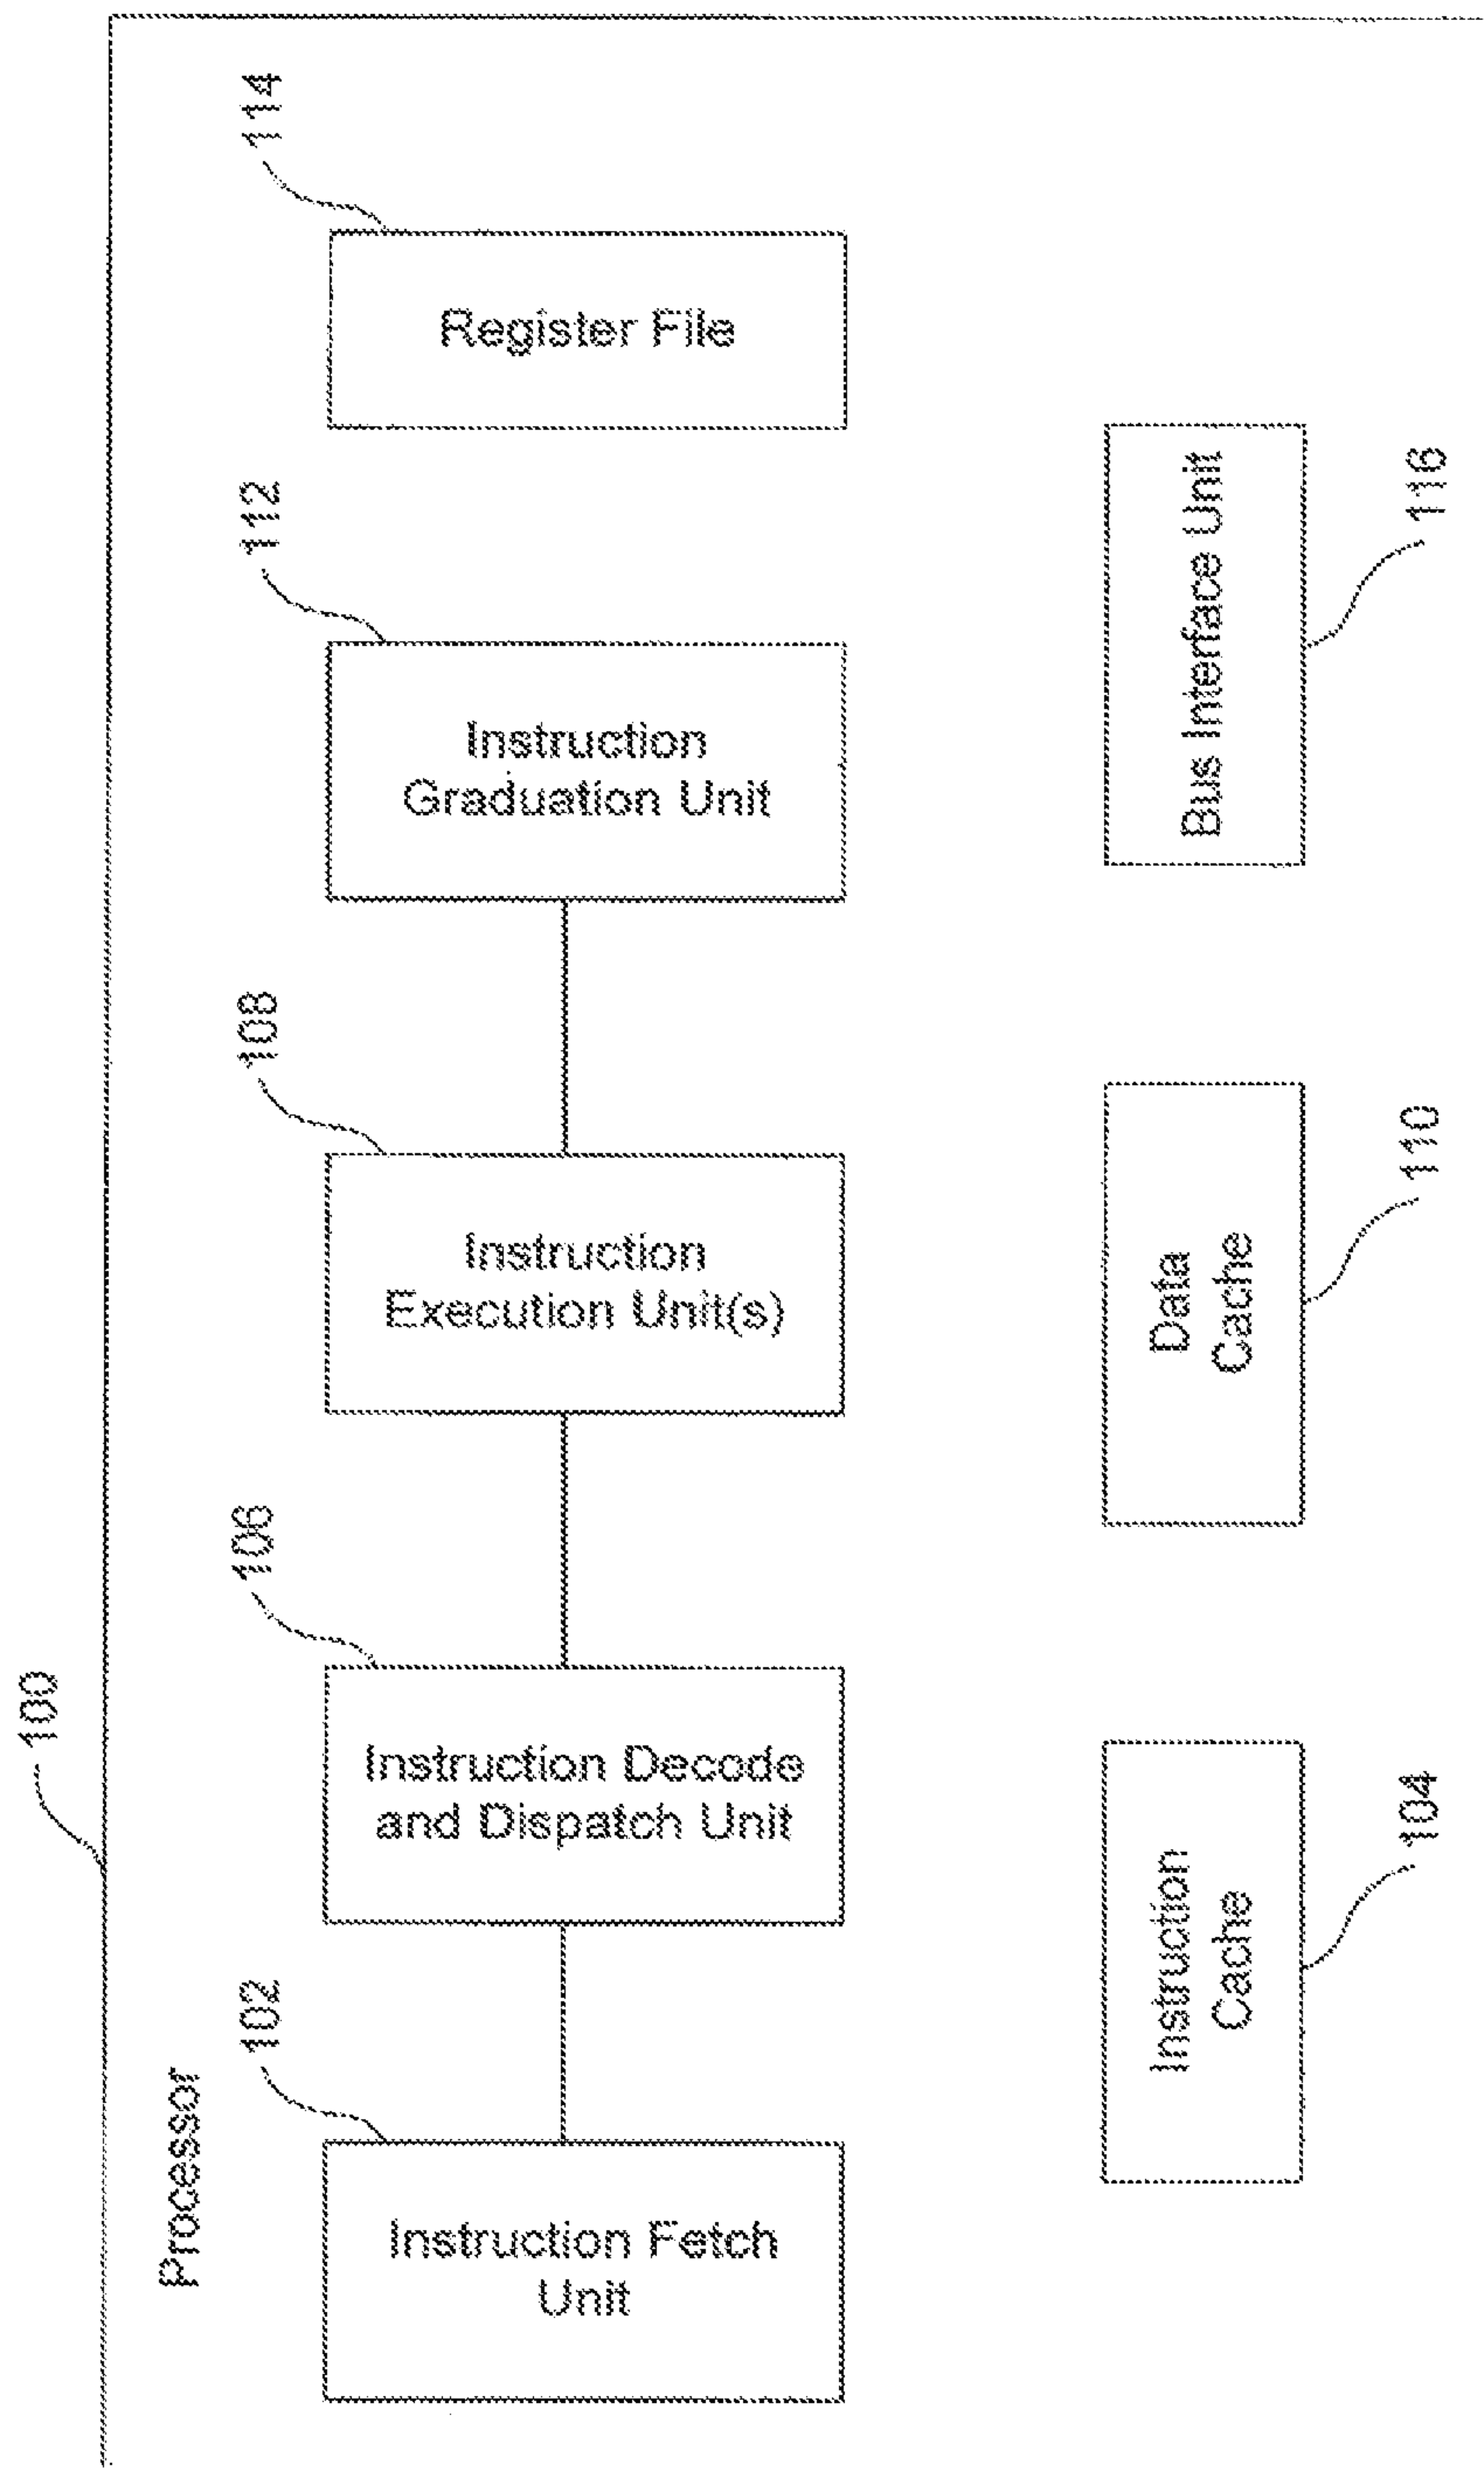 100
Processor
102
Instruction Fetch
Unit
106
Instruction Decode
and Dispatch Unit
108
Instruction
Execution Unit(s)
112
Instruction
Graduation Unit
114
Register File
Instruction
Cache
104
Data
Cache
110
Bus Interface Unit
116